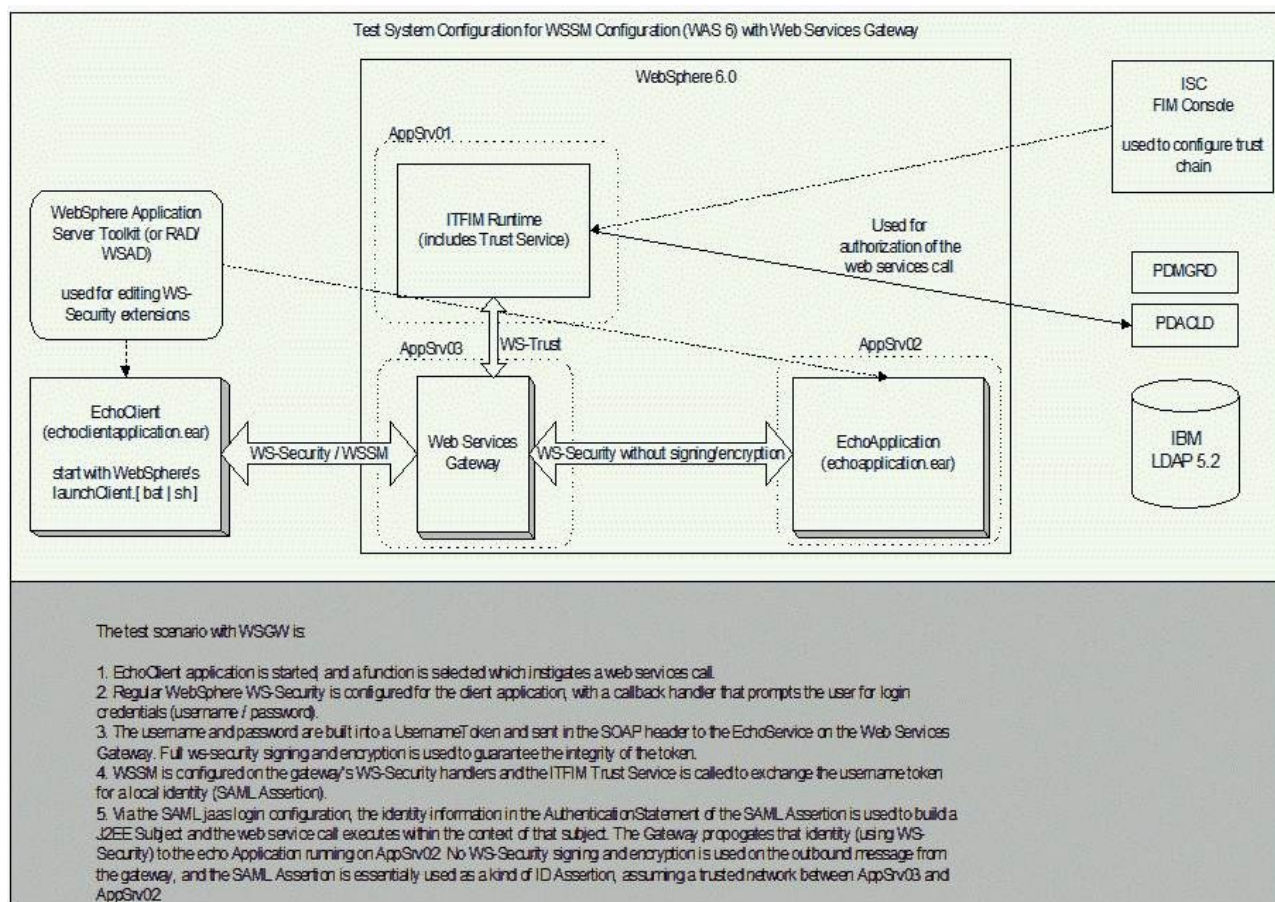 Test System Configuration for WSSM Configuration (WAS 6) with Web Services Gateway
WebSphere 6.0
ISC
FIM Console
used to configure trust
chain
AppSrv01
ITFIM Runtime
(includes Trust Service)
WebSphere Application
Server Toolkit (or RAD/
WSAD)
used for editing WS-
Security extensions
Used for
authorization of the
web services call
PDMGRD
PDACLD
WS-Trust
AppSrv03
AppSrv02
EchoClient
(echoclientapplication.ear)
start with WebSphere's
launchClient.[ bat | sh ]
WS-Security / WSSM
Web Services
Gateway
WS-Security without signing/encryption
EchoApplication
(echoapplication.ear)
IBM
LDAP 5.2
The test scenario with WSGW is:
1. EchoClient application is started, and a function is selected which instigates a web services call.
2. Regular WebSphere WS-Security is configured for the client application, with a callback handler that prompts the user for login
credentials (username / password).
3. The username and password are built into a UsernameToken and sent in the SOAP header to the EchoService on the Web Services
Gateway. Full ws-security signing and encryption is used to guarantee the integrity of the token.
4. WSSM is configured on the gateway's WS-Security handlers and the ITFIM Trust Service is called to exchange the username token
for a local identity (SAML Assertion).
5. Via the SAML jaas login configuration, the identity information in the AuthenticationStatement of the SAML Assertion is used to build a
J2EE Subject and the web service call executes within the context of that subject. The Gateway propogates that identity (using WS-
Security) to the echo Application running on AppSrv02. No WS-Security signing and encryption is used on the outbound message from
the gateway, and the SAML Assertion is essentially used as a kind of ID Assertion, assuming a trusted network between AppSrv03 and
AppSrv02.